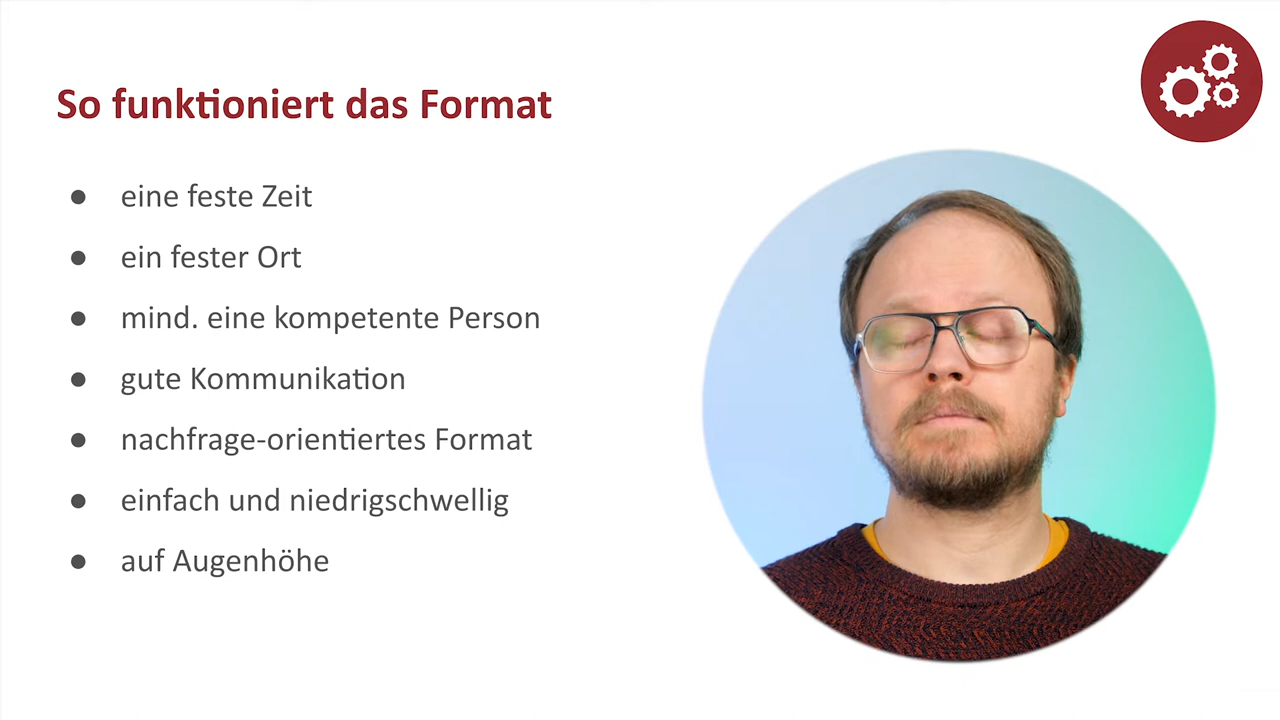 So funktioniert das Format
● eine feste Zeit
● ein fester Ort
● mind. eine kompetente Person
● gute Kommunikation
● nachfrage-orientiertes Format
● einfach und niedrigschwellig
● auf Augenhöhe